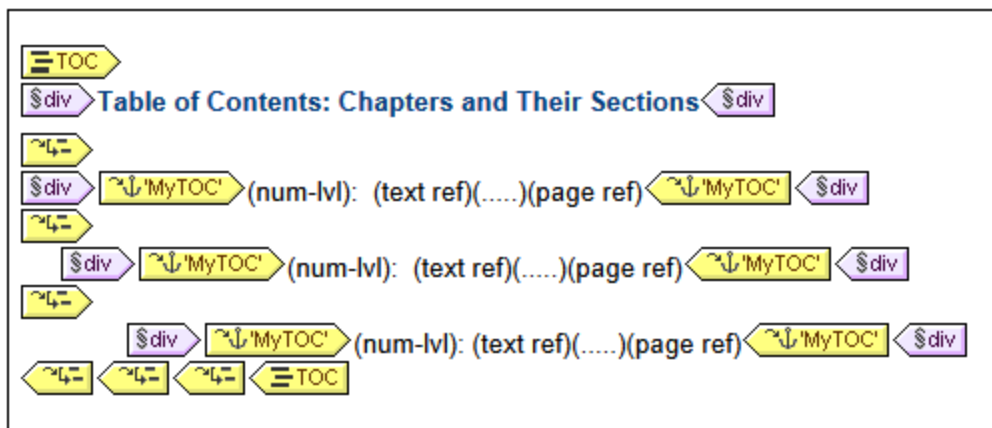 TOC
§div Table of Contents: Chapters and Their Sections §div
§div 'MyTOC' (num-lvl): (text ref)(.....)(page ref) 'MyTOC' §div
§div 'MyTOC' (num-lvl): (text ref)(.....)(page ref) 'MyTOC' §div
§div 'MyTOC' (num-lvl): (text ref)(.....)(page ref) 'MyTOC' §div
TOC